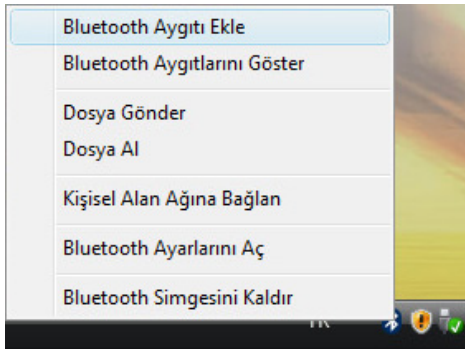 Bluetooth Aygıtı Ekle
Bluetooth Aygıtlarını Göster
Dosya Gönder
Dosya Al
Kişisel Alan Ağına Bağlan
Bluetooth Ayarlarını Aç
Bluetooth Simgesini Kaldır